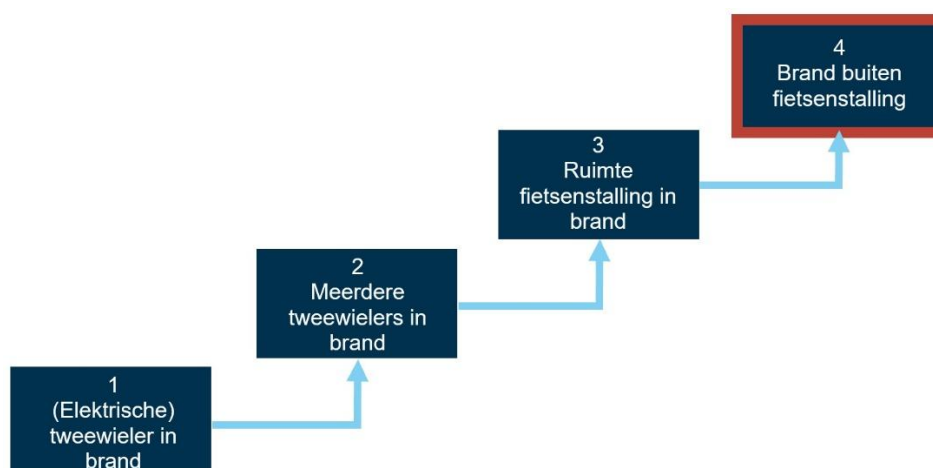 4
Brand buiten
fietsenstalling
3
Ruimte
fietsenstalling in
brand
2
Meerdere
tweewielers in
brand
1
(Elektrische)
tweewieler in
brand